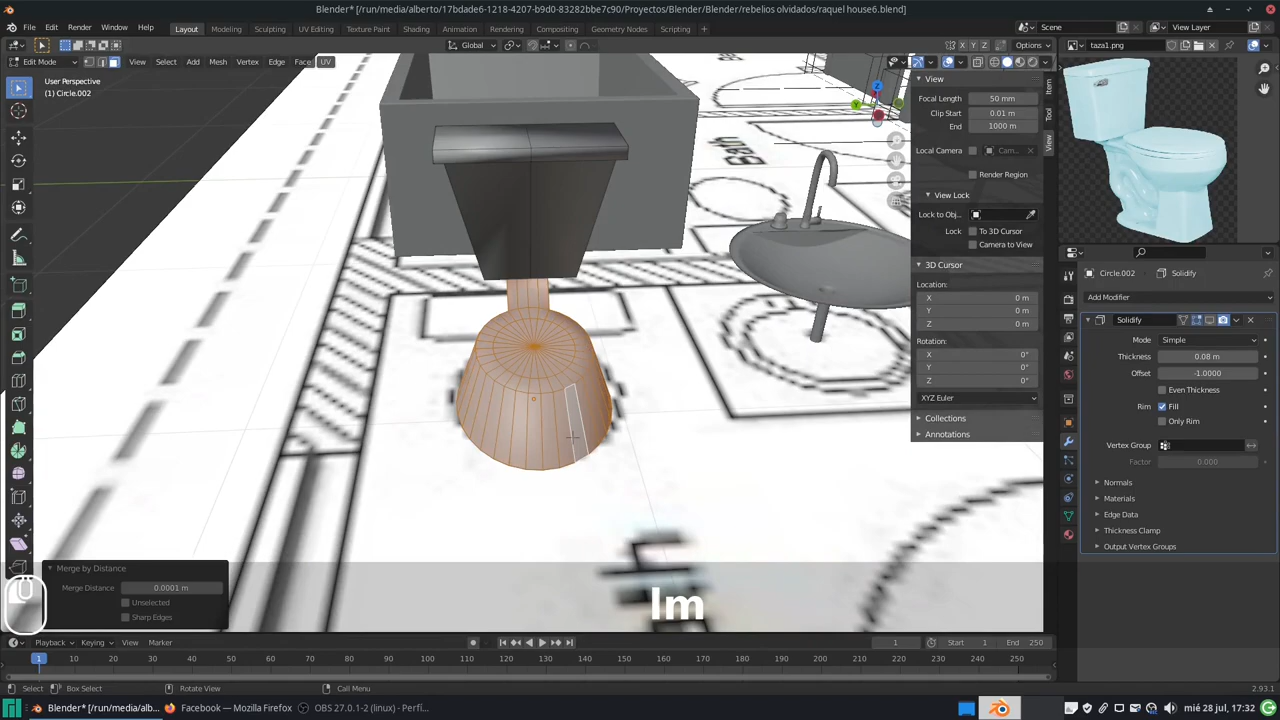 Blender* [/run/media/alberto/17bdade6-1218-4207-b9d0-83282bbe7c90/Proyectos/Blender/Blender/rebelios olvidados/raquel house6.blend]
File Edit Render Window Help Layout Modeling Sculpting UV Editing Texture Paint Shading Animation Rendering Compositing Geometry Nodes Scripting + Scene View Layer
Global X Y Z Options taza1.png
Edit Mode View Select Add Mesh Vertex Edge Face UV
User Perspective
(1) Circle.002
Z
Y
Bath
View
Focal Length 50 mm
Clip Start 0.01 m
End 1000 m
Local Camera Cam...
Render Region
View Lock
Lock to Obj...
Lock To 3D Cursor
Camera to View
3D Cursor
Location:
X 0 m
Y 0 m
Z 0 m
Rotation:
X 0°
Y 0°
Z 0°
XYZ Euler
Collections
Annotations
Item
Tool
View
Circle.002 Solidify
Add Modifier
Solidify
Mode Simple
Thickness 0.08 m
Offset -1.0000
Even Thickness
Rim Fill
Only Rim
Vertex Group
Factor 0.000
Normals
Materials
Edge Data
Thickness Clamp
Output Vertex Groups
Merge by Distance
Merge Distance 0.0001 m
Unselected
Sharp Edges
Im
Playback Keying View Marker 1 Start 1 End 250
1 10 20 30 40 50 60 70 80 90 100 110 120 130 140 150 160 170 180 190 200 210 220 230 240 250
Select Box Select Rotate View Call Menu 2.93.1
Blender* [/run/media/alb... Facebook — Mozilla Firefox OBS 27.0.1-2 (linux) - Perfi... mié 28 jul, 17:32